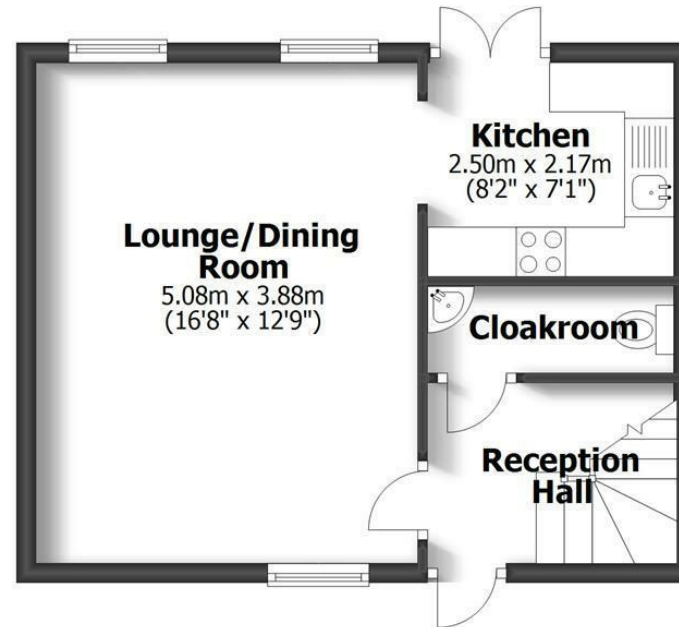 Kitchen
2.50m x 2.17m
(8'2" x 7'1")
Lounge/Dining
Room
5.08m x 3.88m
(16'8" x 12'9")
Cloakroom
Reception
Hall